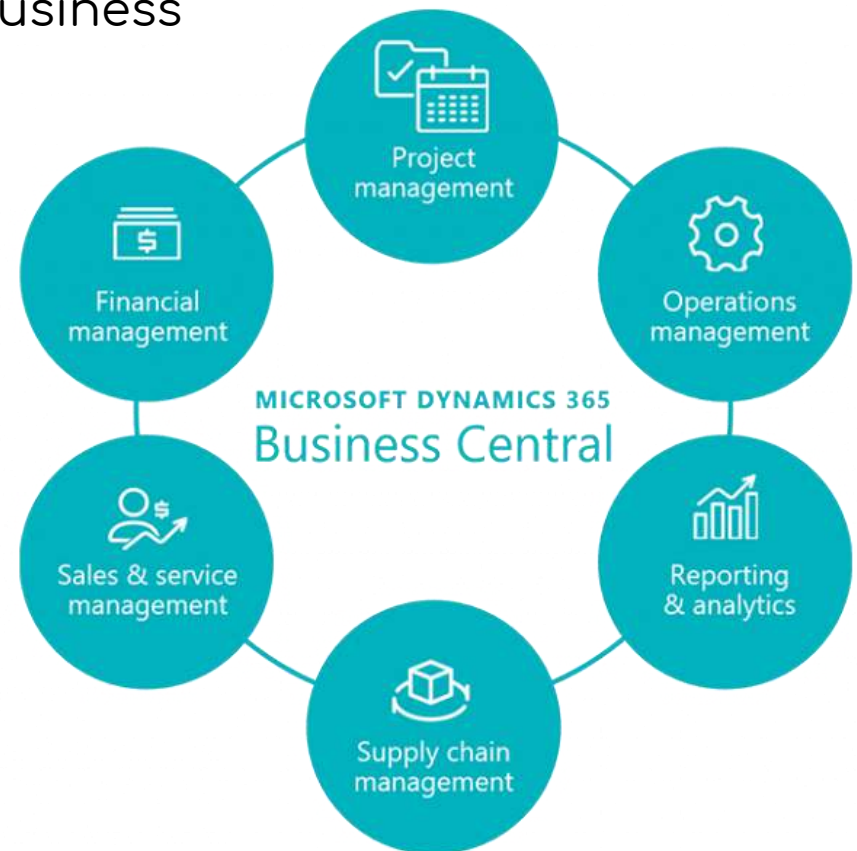 usiness
Project
management
Financial
management
Operations
management
MICROSOFT DYNAMICS 365
Business Central
Sales & service
management
Reporting
& analytics
Supply chain
management